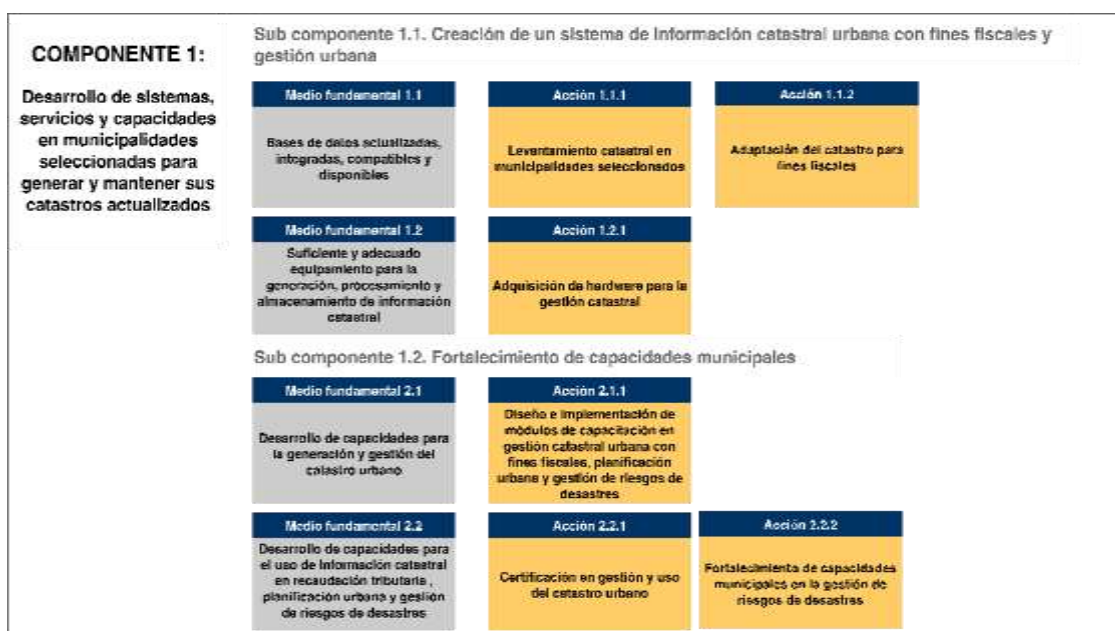 COMPONENTE 1:
Desarrollo de sistemas,
servicios y capacidades
en municipalidades
seleccionadas para
generar y mantener sus
catastros actualizados
Sub componente 1.1. Creación de un sistema de información catastral urbana con fines fiscales y
gestión urbana
Medio fundamental 1.1
Bases de datos actualizadas,
integradas, compatibles y
disponibles
Acción 1.1.1
Levantamiento catastral en
municipalidades seleccionados
Acción 1.1.2
Adaptación del catastro para
fines fiscales
Medio fundamental 1.2
Suficiente y adecuado
equipamiento para la
generación, procesamiento y
almacenamiento de información
catastral
Acción 1.2.1
Adquisición de hardware para la
gestión catastral
Sub componente 1.2. Fortalecimiento de capacidades municipales
Medio fundamental 2.1
Desarrollo de capacidades para
la generación y gestión del
catastro urbano
Acción 2.1.1
Diseño e implementación de
módulos de capacitación en
gestión catastral urbana con
fines fiscales, planificación
urbana y gestión de riesgos de
desastres
Medio fundamental 2.2
Desarrollo de capacidades para
el uso de información catastral
en recaudación tributaria ,
planificación urbana y gestión
de riesgos de desastres
Acción 2.2.1
Certificación en gestión y uso
del catastro urbano
Acción 2.2.2
Fortalecimiento de capacidades
municipales en la gestión de
riesgos de desastres